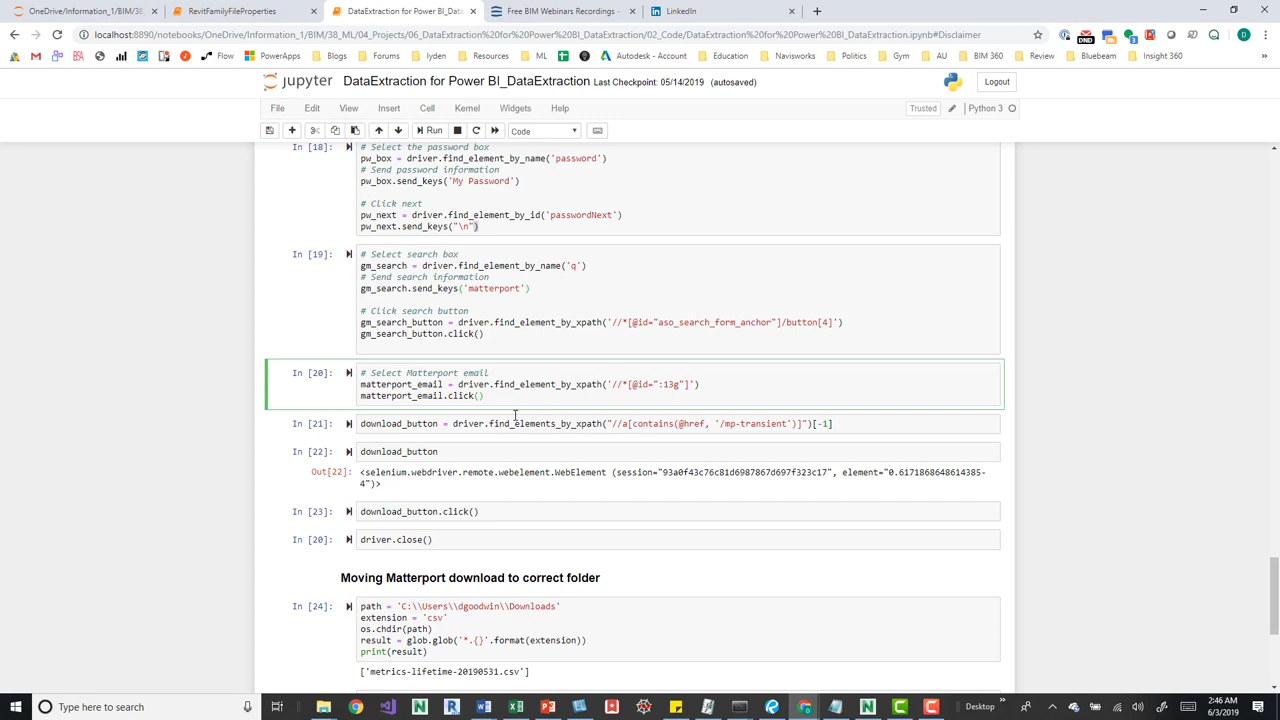 OneDrive/Information_1/BIM/38_
RevitFamilyFileProperties
DataExtraction for Power BI_Data
Free BIM Webinars Recordings -
LinkedIn
localhost:8890/notebooks/OneDrive/Information_1/BIM/38_ML/04_Projects/06_DataExtraction%20for%20Power%20BI_DataExtraction/02_Code/DataExtraction%20for%20Power%20BI_DataExtraction.ipynb#Disclaimer
Flow
PowerApps
Blogs
Forums
Iyden
Resources
ML
Autodesk - Account
Education
Navisworks
Politics
Gym
AU
BIM 360
Review
Bluebeam
Insight 360
jupyter
DataExtraction for Power BI_DataExtraction
Last Checkpoint: 05/14/2019
(autosaved)
Logout
File
Edit
View
Insert
Cell
Kernel
Widgets
Help
Trusted
Python 3
Run
Code
In [18]
# Select the password box
pw_box = driver.find_element_by_name('password')
# Send password information
pw_box.send_keys('My Password')
# Click next
pw_next = driver.find_element_by_id('passwordNext')
pw_next.send_keys("\n")
In [19]:
# Select search box
gm_search = driver.find_element_by_name('q')
# Send search information
gm_search.send_keys('matterport')
# Click search button
gm_search_button = driver.find_element_by_xpath('//*[@id="aso_search_form_anchor"]/button[4]')
gm_search_button.click()
In [20]:
# Select Matterport email
matterport_email = driver.find_element_by_xpath('//*[@id=":13g"]')
matterport_email.click()
In [21]:
download_button = driver.find_elements_by_xpath("//a[contains(@href, '/mp-transient')]")[-1]
In [22]:
download_button
Out[22]:
<selenium.webdriver.remote.webelement.WebElement (session="93a0f43c76c81d6987867d697f323c17", element="0.6171868648614385-
4")>
In [23]:
download_button.click()
In [20]:
driver.close()
Moving Matterport download to correct folder
In [24]:
path = 'C:\\Users\\dgoodwin\\Downloads'
extension = 'csv'
os.chdir(path)
result = glob.glob('*.{}'.format(extension))
print(result)
['metrics-lifetime-20190531.csv']
Type here to search
Desktop
2:46 AM
6/3/2019